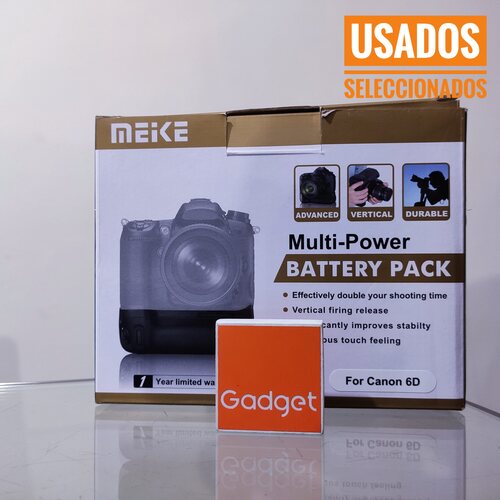 USADOS
SELECCIONADOS
MEIKE
ADVANCED VERTICAL DURABLE
Multi-Power
BATTERY PACK
Effectively double your shooting time
Vertical firing release
improves stabilty
touch feeling
1 Year limited
For Canon 6D
Gadget